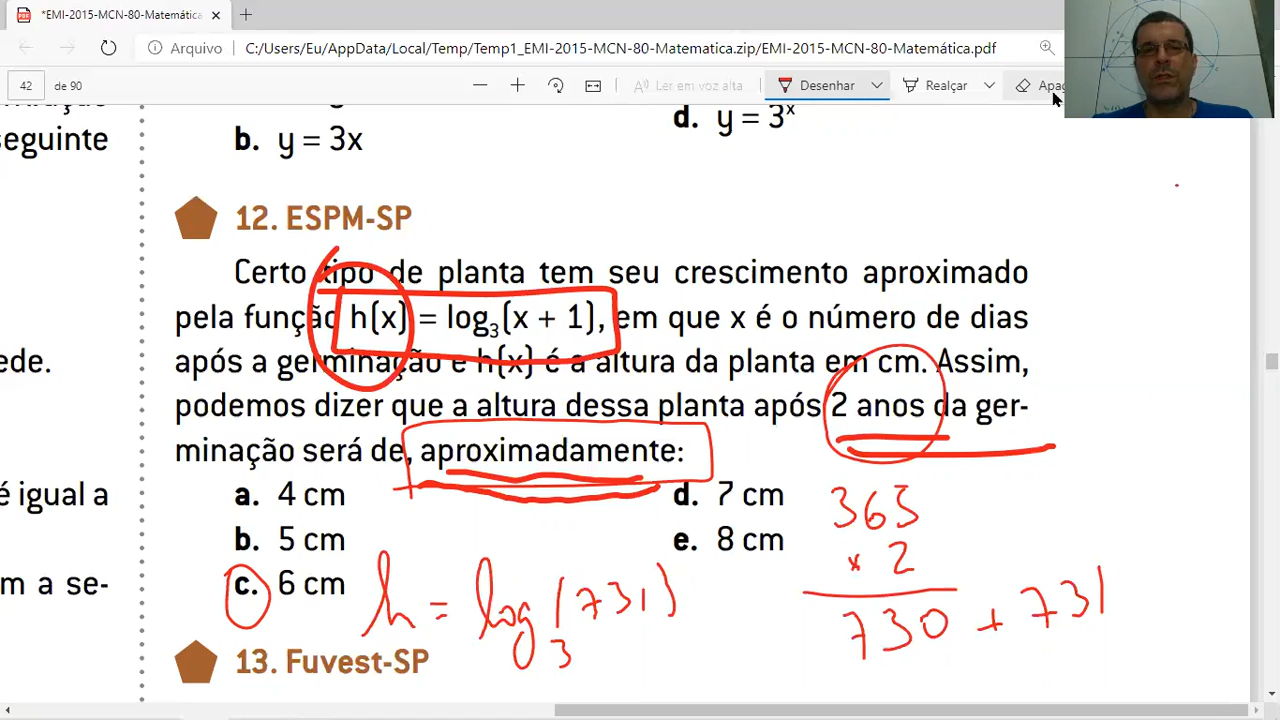 *EMI-2015-MCN-80-Matemática
Arquivo
C:/Users/Eu/AppData/Local/Temp/Temp1_EMI-2015-MCN-80-Matematica.zip/EMI-2015-MCN-80-Matemática.pdf
42 de 90
Ler em voz alta
Desenhar
Realçar
seguinte
b. y = 3x
d. y = 3ˣ
12. ESPM-SP
Certo tipo de planta tem seu crescimento aproximado
pela função h(x) = log₃(x + 1), em que x é o número de dias
após a germinação e h(x) é a altura da planta em cm. Assim,
podemos dizer que a altura dessa planta após 2 anos da ger-
minação será de, aproximadamente:
ede.
é igual a
m a se-
a. 4 cm
b. 5 cm
c. 6 cm
d. 7 cm
e. 8 cm
h = log₃(731)
363
× 2
730 + 731
13. Fuvest-SP